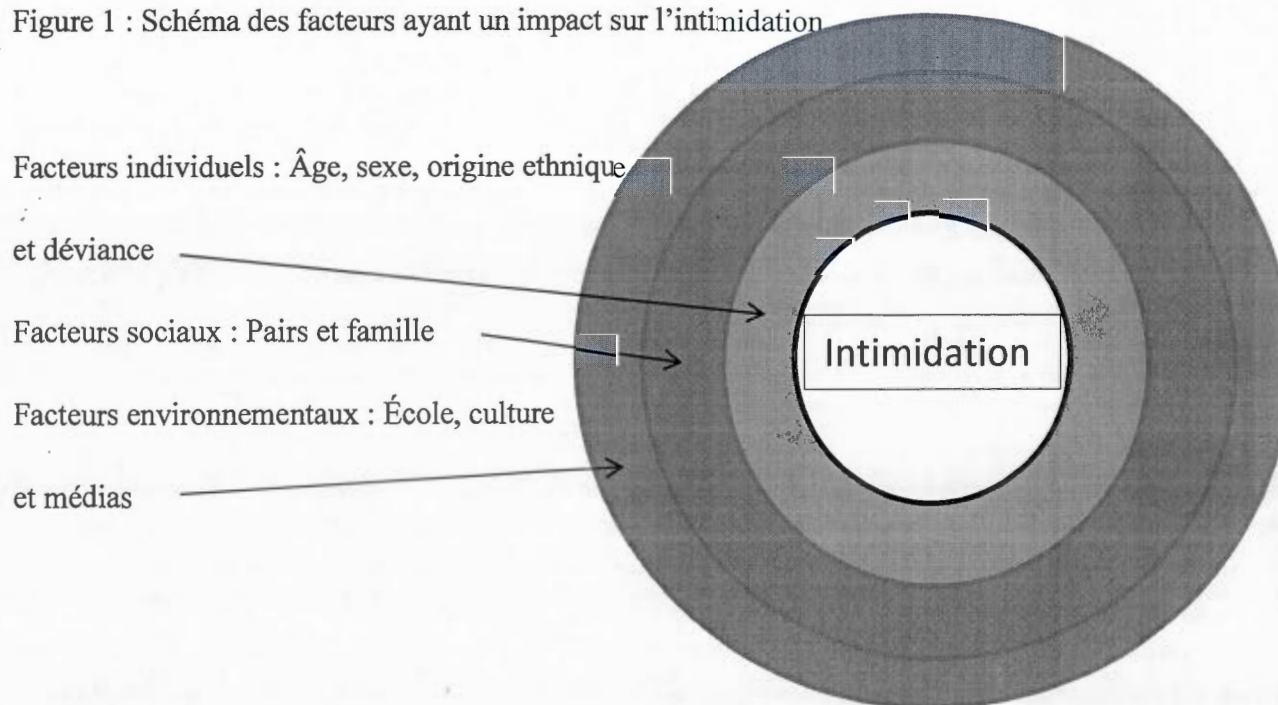 Figure 1 : Schéma des facteurs ayant un impact sur l'intimidation
Facteurs individuels : Âge, sexe, origine ethnique
et déviance
Facteurs sociaux : Pairs et famille
Facteurs environnementaux : École, culture
et médias
Intimidation